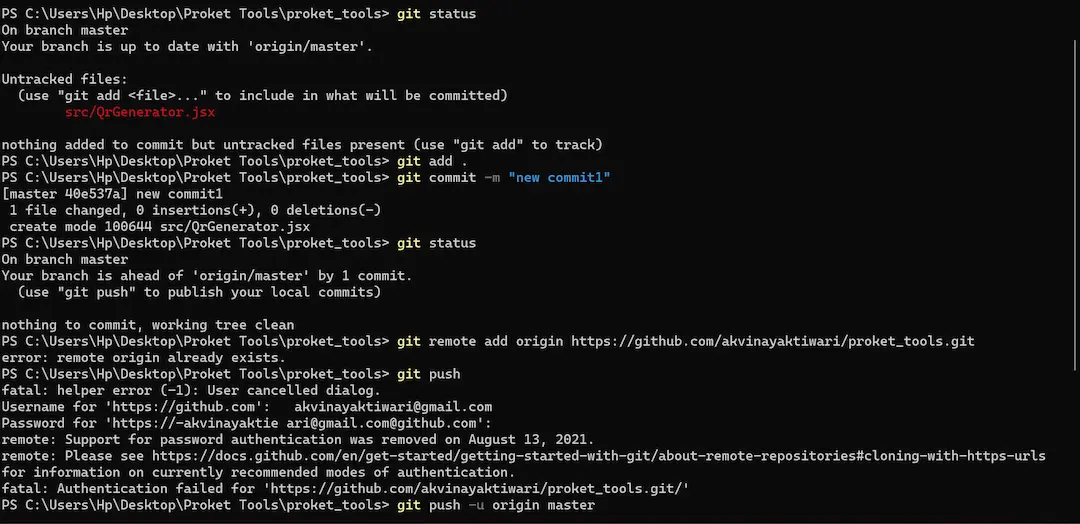 PS C:\Users\Hp\Desktop\Proket Tools\proket_tools> git status
On branch master
Your branch is up to date with 'origin/master'.
Untracked files:
(use "git add <file>..." to include in what will be committed)
src/QrGenerator.jsx
nothing added to commit but untracked files present (use "git add" to track)
PS C:\Users\Hp\Desktop\Proket Tools\proket_tools> git add .
PS C:\Users\Hp\Desktop\Proket Tools\proket_tools> git commit -m "new commit1"
[master 40e537a] new commit1
1 file changed, 0 insertions(+), 0 deletions(-)
create mode 100644 src/QrGenerator.jsx
PS C:\Users\Hp\Desktop\Proket Tools\proket_tools> git status
On branch master
Your branch is ahead of 'origin/master' by 1 commit.
(use "git push" to publish your local commits)
nothing to commit, working tree clean
PS C:\Users\Hp\Desktop\Proket Tools\proket_tools> git remote add origin https://github.com/akvinayaktiwari/proket_tools.git
error: remote origin already exists.
PS C:\Users\Hp\Desktop\Proket Tools\proket_tools> git push
fatal: helper error (-1): User cancelled dialog.
Username for 'https://github.com': akvinayaktiwari@gmail.com
Password for 'https://-akvinayaktie ari@gmail.com@github.com':
remote: Support for password authentication was removed on August 13, 2021.
remote: Please see https://docs.github.com/en/get-started/getting-started-with-git/about-remote-repositories#cloning-with-https-urls
for information on currently recommended modes of authentication.
fatal: Authentication failed for 'https://github.com/akvinayaktiwari/proket_tools.git/'
PS C:\Users\Hp\Desktop\Proket Tools\proket_tools> git push -u origin master